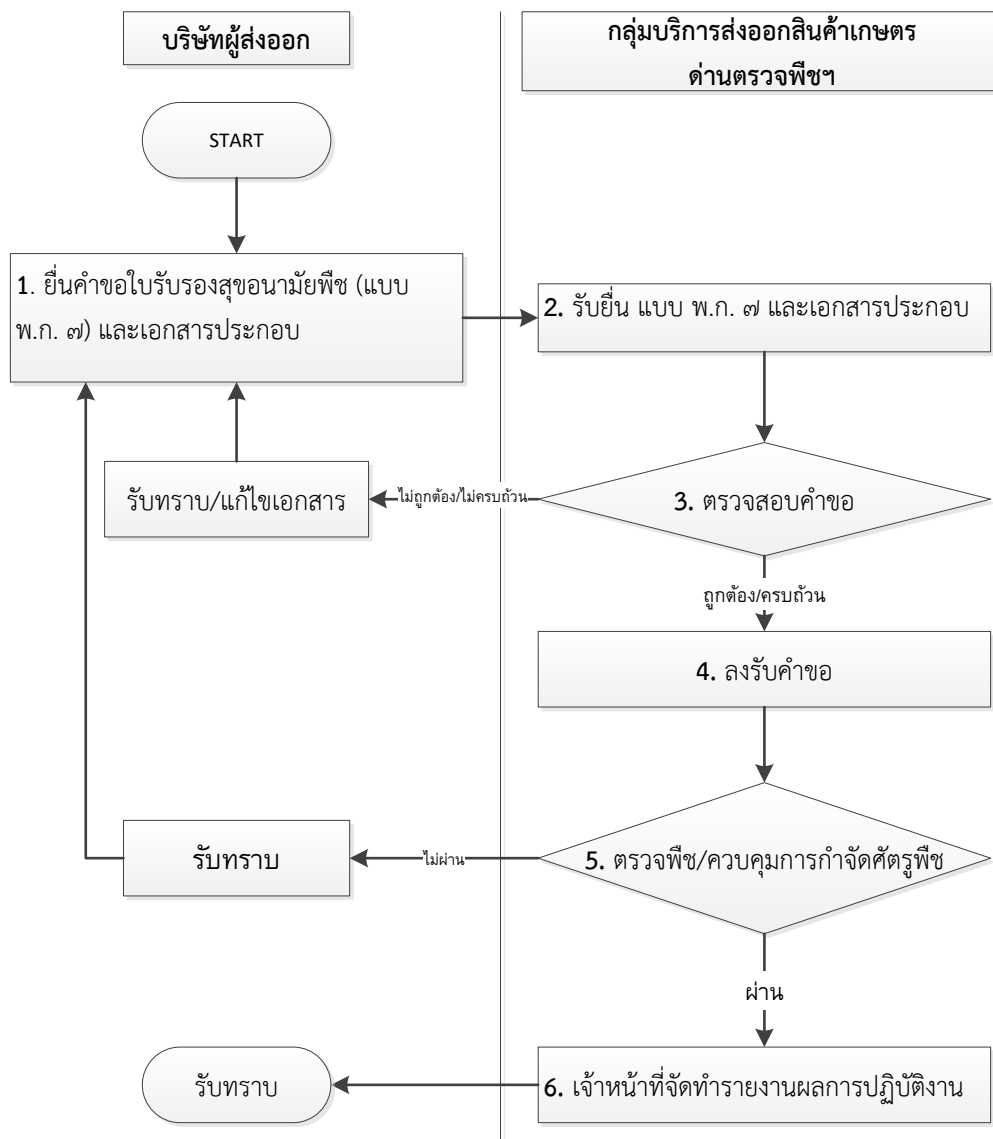 บริษัทผู้ส่งออก
กลุ่มบริการส่งออกสินค้าเกษตร
ด่านตรวจพืชฯ
START
1. ยื่นคำขอใบรับรองสุขอนามัยพืช (แบบ
พ.ก. ๗) และเอกสารประกอบ
2. รับยื่น แบบ พ.ก. ๗ และเอกสารประกอบ
รับทราบ/แก้ไขเอกสาร
ไม่ถูกต้อง/ไม่ครบถ้วน
3. ตรวจสอบคำขอ
ถูกต้อง/ครบถ้วน
4. ลงรับคำขอ
รับทราบ
ไม่ผ่าน
5. ตรวจพืช/ควบคุมการกำจัดศัตรูพืช
ผ่าน
รับทราบ
6. เจ้าหน้าที่จัดทำรายงานผลการปฏิบัติงาน